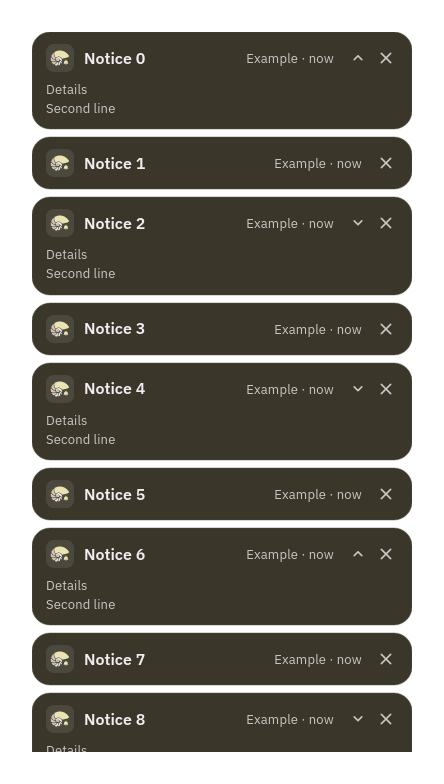 Notice 0 Example · now
Details
Second line
Notice 1 Example · now
Notice 2 Example · now
Details
Second line
Notice 3 Example · now
Notice 4 Example · now
Details
Second line
Notice 5 Example · now
Notice 6 Example · now
Details
Second line
Notice 7 Example · now
Notice 8 Example · now
Details